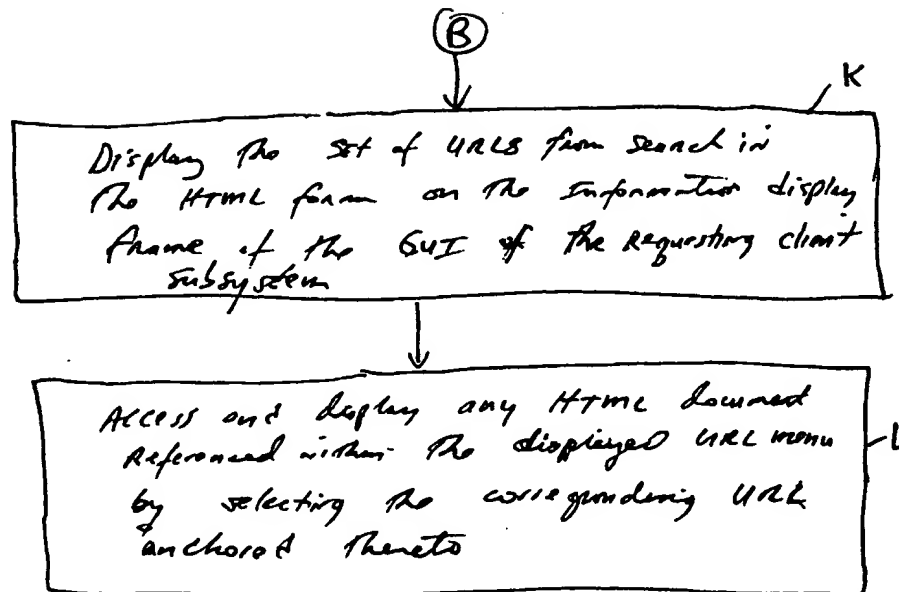 B
K
Display the set of URLs from search in
the HTML form on the Information display
frame of the GUI of the Requesting client
subsystem
Access and display any HTML document
Referenced within the displayed URL menu
by selecting the corresponding URL
anchored thereto
L